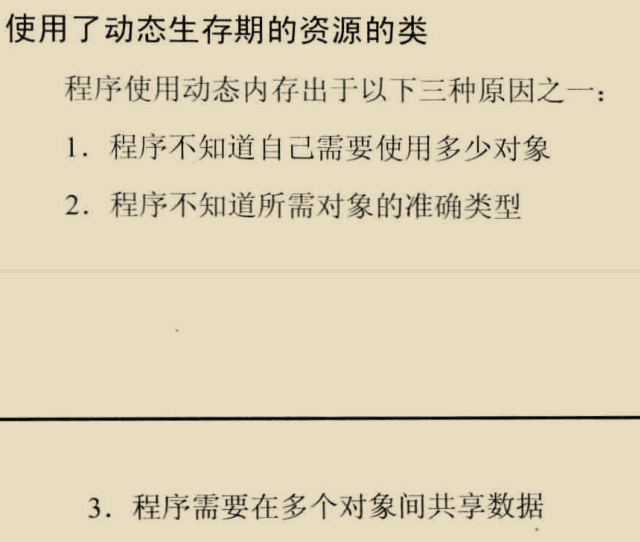 使用了动态生存期的资源的类
程序使用动态内存出于以下三种原因之一：
1. 程序不知道自己需要使用多少对象
2. 程序不知道所需对象的准确类型
3. 程序需要在多个对象间共享数据